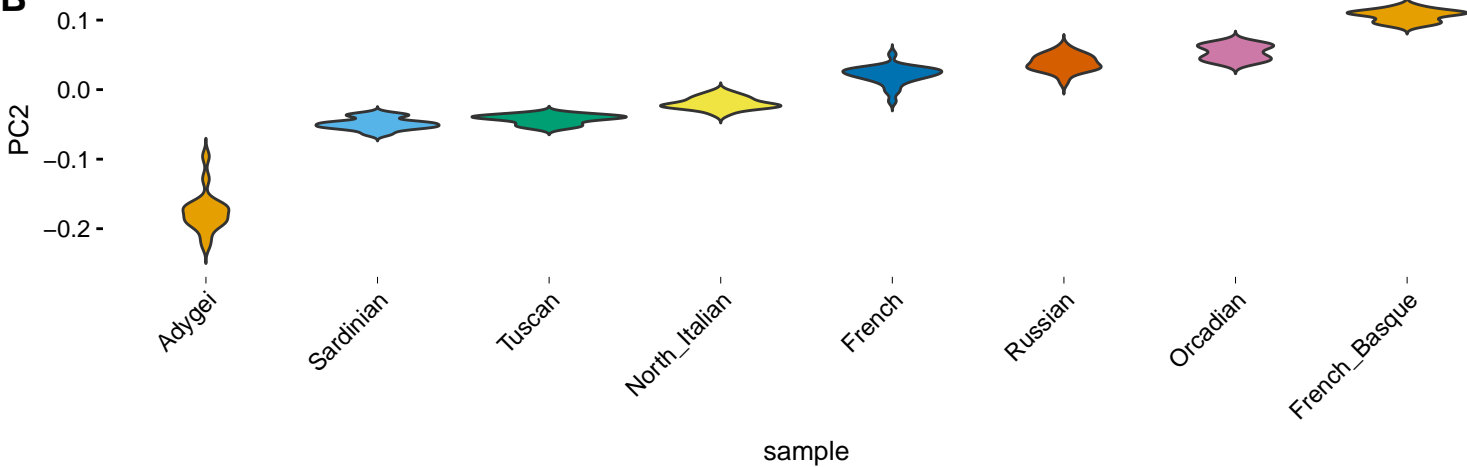 B
0.1
0.0
−0.1
−0.2
PC2
Adygei
Sardinian
Tuscan
North_Italian
French
Russian
Orcadian
French_Basque
sample